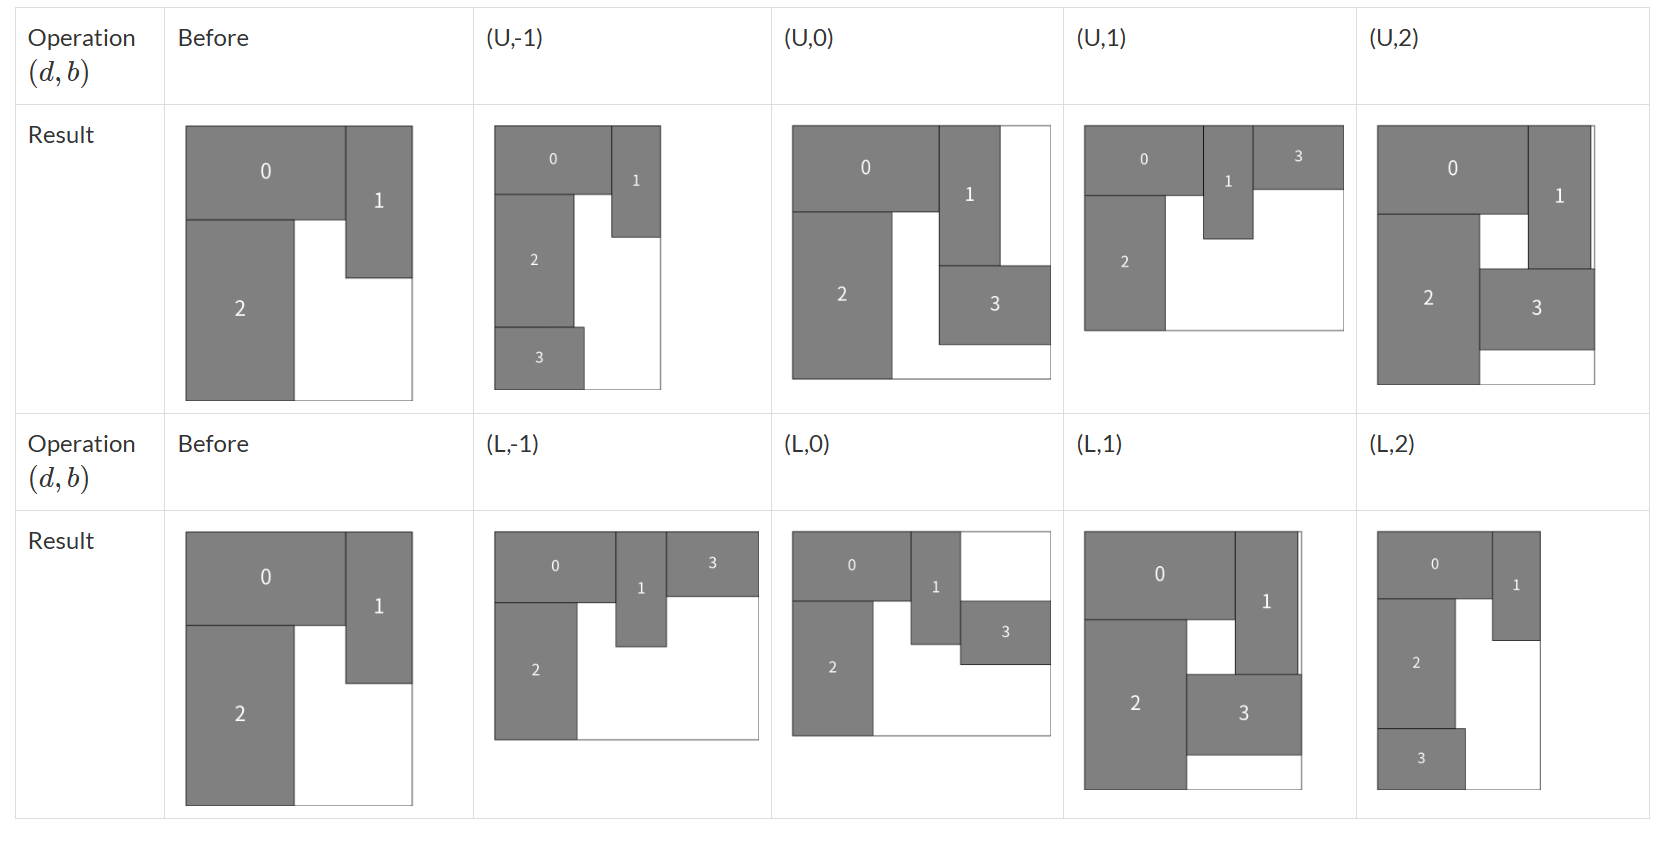 Operation Before (U,-1) (U,0) (U,1) (U,2)
(d, b)
Result
0 1 2
0 1 2 3
0 1 2 3
0 1 2 3
0 1 2 3
Operation Before (L,-1) (L,0) (L,1) (L,2)
(d, b)
Result
0 1 2
0 1 2 3
0 1 2 3
0 1 2 3
0 1 2 3